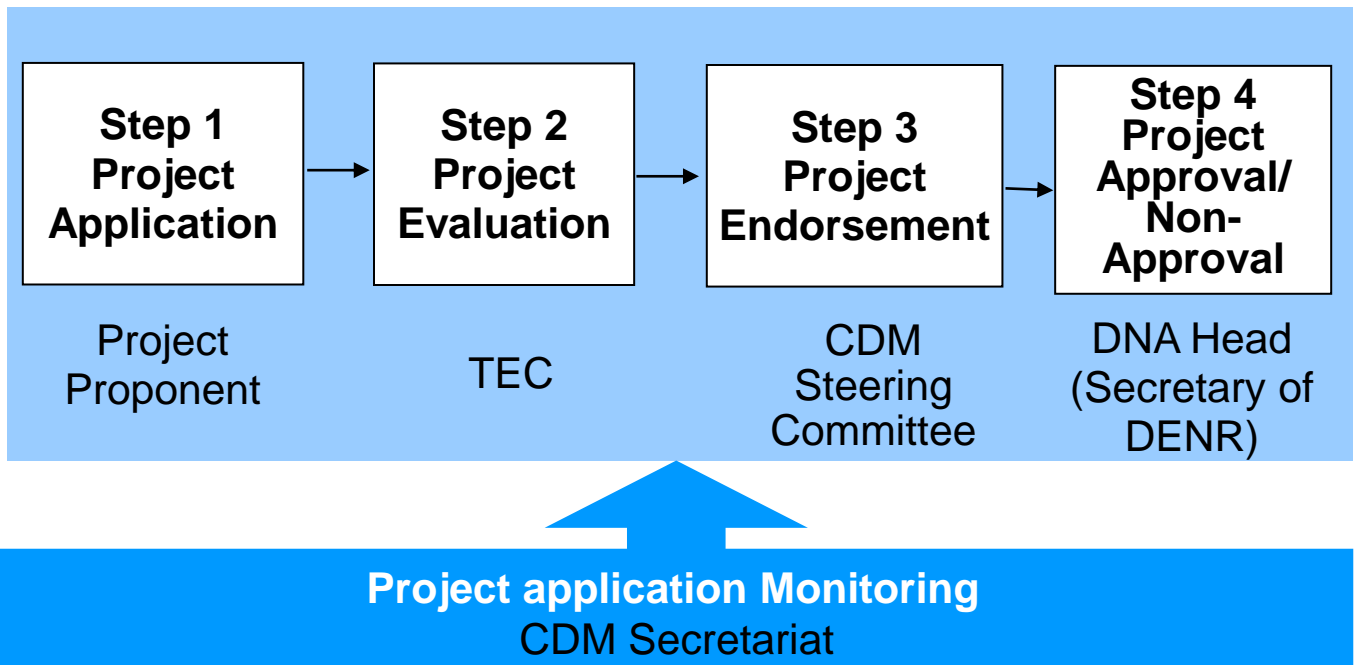 Step 1
Project
Application
Step 2
Project
Evaluation
Step 3
Project
Endorsement
Step 4
Project
Approval/
Non-
Approval
Project
Proponent
TEC
CDM
Steering
Committee
DNA Head
(Secretary of
DENR)
Project application Monitoring
CDM Secretariat